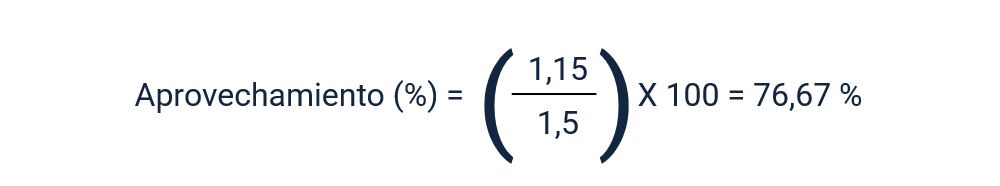 Aprovechamiento (%) = (1,15 / 1,5) X 100 = 76,67 %